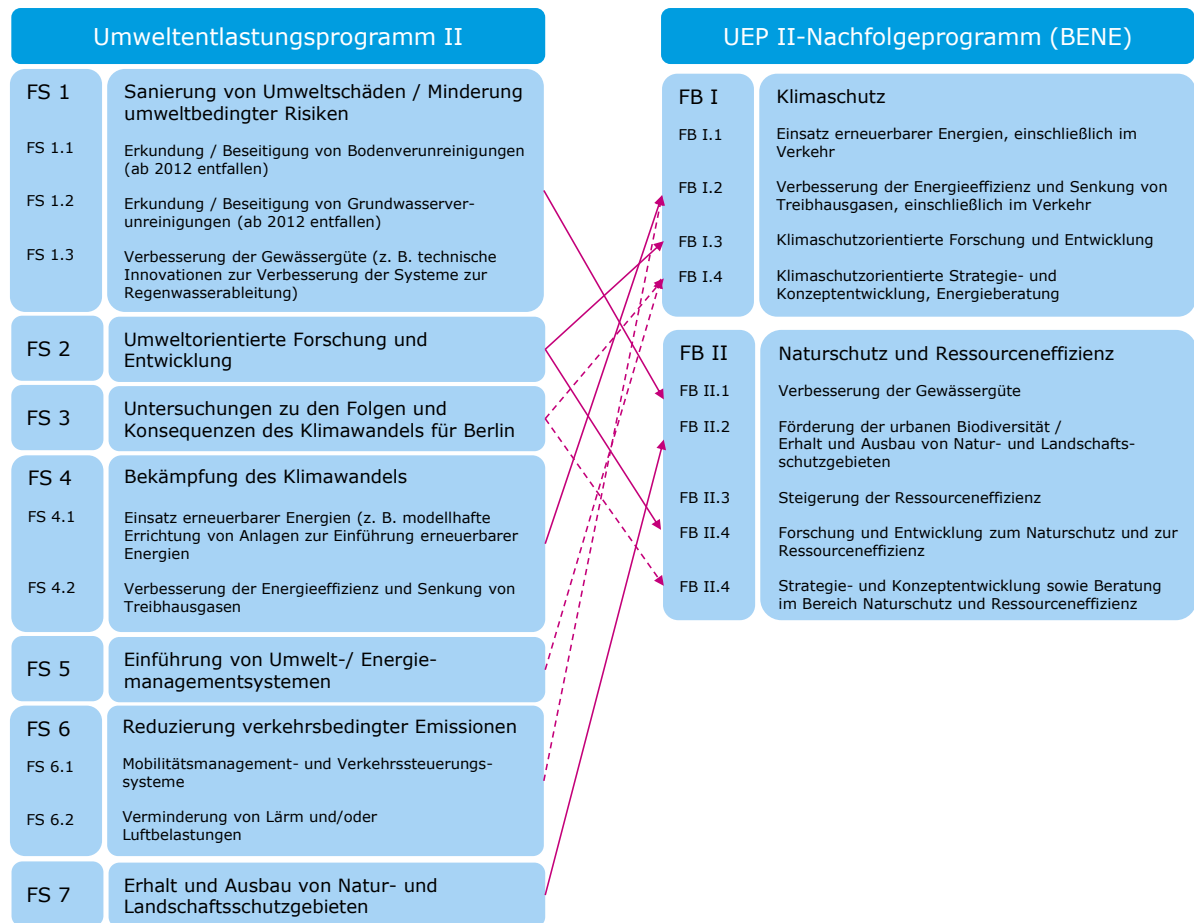 Umweltentlastungsprogramm II
FS 1
Sanierung von Umweltschäden / Minderung
umweltbedingter Risiken
FS 1.1
Erkundung / Beseitigung von Bodenverunreinigungen
(ab 2012 entfallen)
FS 1.2
Erkundung / Beseitigung von Grundwasserver-
unreinigungen (ab 2012 entfallen)
FS 1.3
Verbesserung der Gewässergüte (z. B. technische
Innovationen zur Verbesserung der Systeme zur
Regenwasserableitung)
FS 2
Umweltorientierte Forschung und
Entwicklung
FS 3
Untersuchungen zu den Folgen und
Konsequenzen des Klimawandels für Berlin
FS 4
Bekämpfung des Klimawandels
FS 4.1
Einsatz erneuerbarer Energien (z. B. modellhafte
Errichtung von Anlagen zur Einführung erneuerbarer
Energien
FS 4.2
Verbesserung der Energieeffizienz und Senkung von
Treibhausgasen
FS 5
Einführung von Umwelt-/ Energie-
managementsystemen
FS 6
Reduzierung verkehrsbedingter Emissionen
FS 6.1
Mobilitätsmanagement- und Verkehrssteuerungs-
systeme
FS 6.2
Verminderung von Lärm und/oder
Luftbelastungen
FS 7
Erhalt und Ausbau von Natur- und
Landschaftsschutzgebieten
UEP II-Nachfolgeprogramm (BENE)
FB I
Klimaschutz
FB I.1
Einsatz erneuerbarer Energien, einschließlich im
Verkehr
FB I.2
Verbesserung der Energieeffizienz und Senkung von
Treibhausgasen, einschließlich im Verkehr
FB I.3
Klimaschutzorientierte Forschung und Entwicklung
FB I.4
Klimaschutzorientierte Strategie- und
Konzeptentwicklung, Energieberatung
FB II
Naturschutz und Ressourceneffizienz
FB II.1
Verbesserung der Gewässergüte
FB II.2
Förderung der urbanen Biodiversität /
Erhalt und Ausbau von Natur- und Landschafts-
schutzgebieten
FB II.3
Steigerung der Ressourceneffizienz
FB II.4
Forschung und Entwicklung zum Naturschutz und zur
Ressourceneffizienz
FB II.4
Strategie- und Konzeptentwicklung sowie Beratung
im Bereich Naturschutz und Ressourceneffizienz